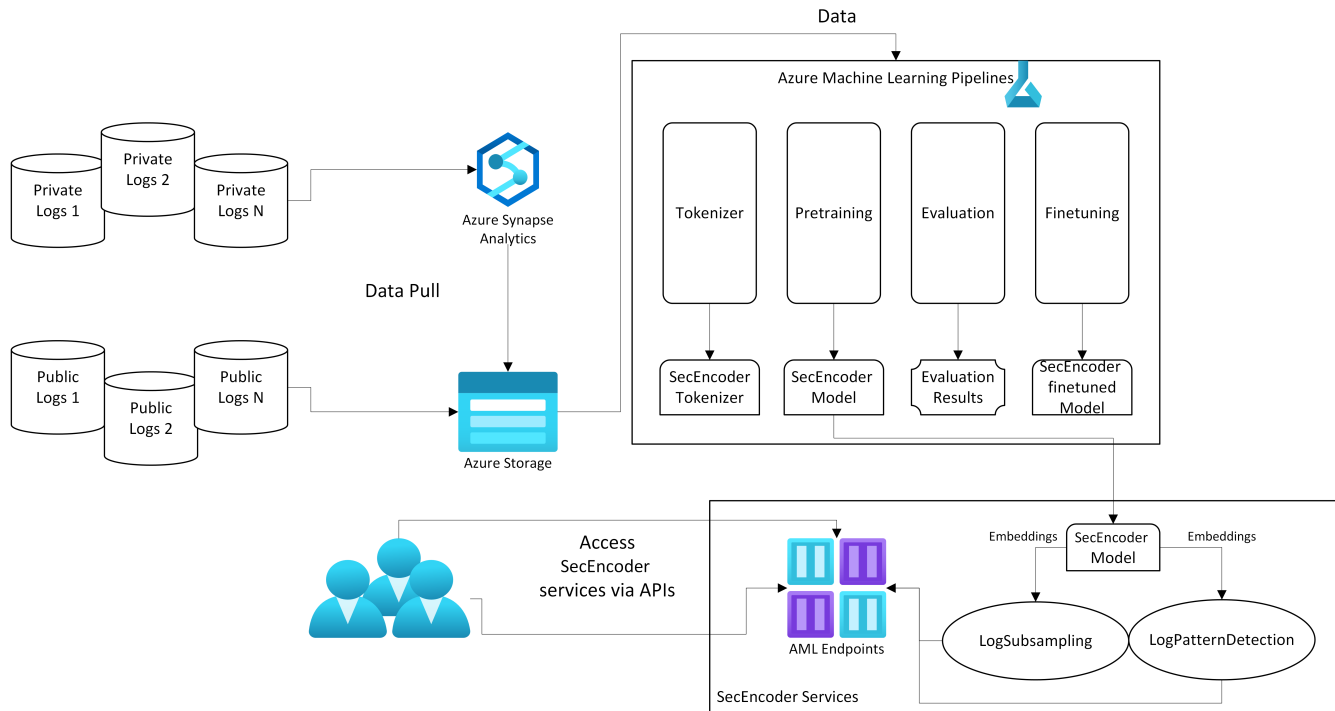 Data
Azure Machine Learning Pipelines
Private
Logs 1
Private
Logs 2
Private
Logs N
Azure Synapse
Analytics
Tokenizer
Pretraining
Evaluation
Finetuning
Data Pull
Public
Logs 1
Public
Logs 2
Public
Logs N
Azure Storage
SecEncoder
Tokenizer
SecEncoder
Model
Evaluation
Results
SecEncoder
finetuned
Model
Access
SecEncoder
services via APIs
AML Endpoints
Embeddings
SecEncoder
Model
Embeddings
LogSubsampling
LogPatternDetection
SecEncoder Services